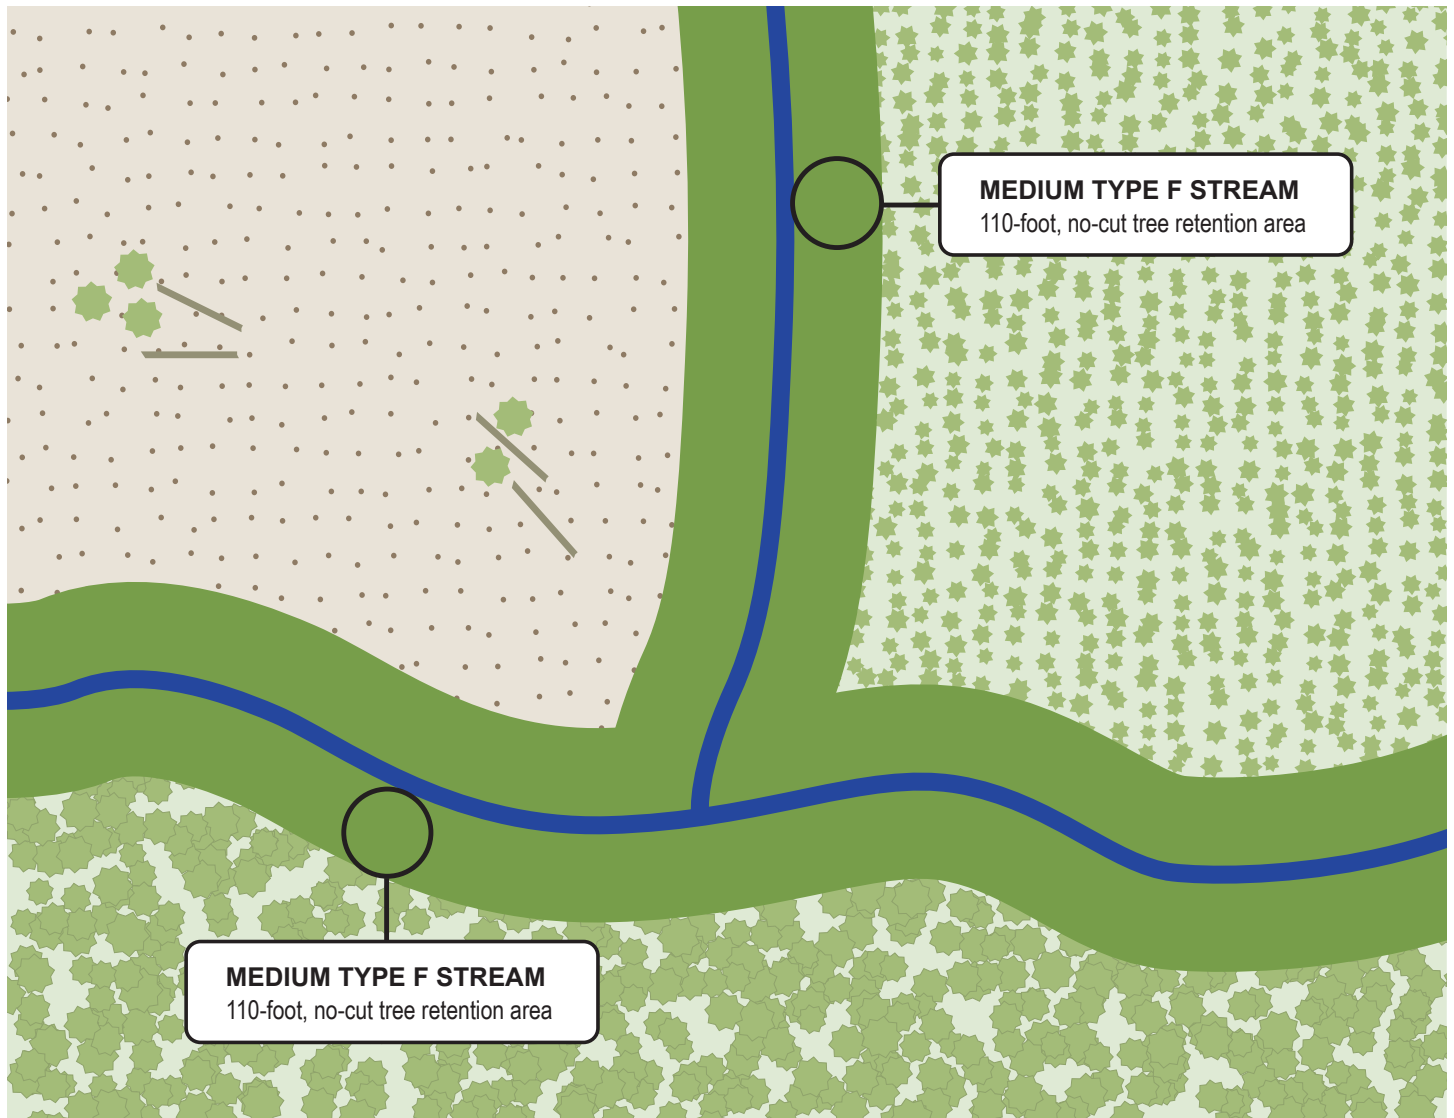 MEDIUM TYPE F STREAM
110-foot, no-cut tree retention area
MEDIUM TYPE F STREAM
110-foot, no-cut tree retention area